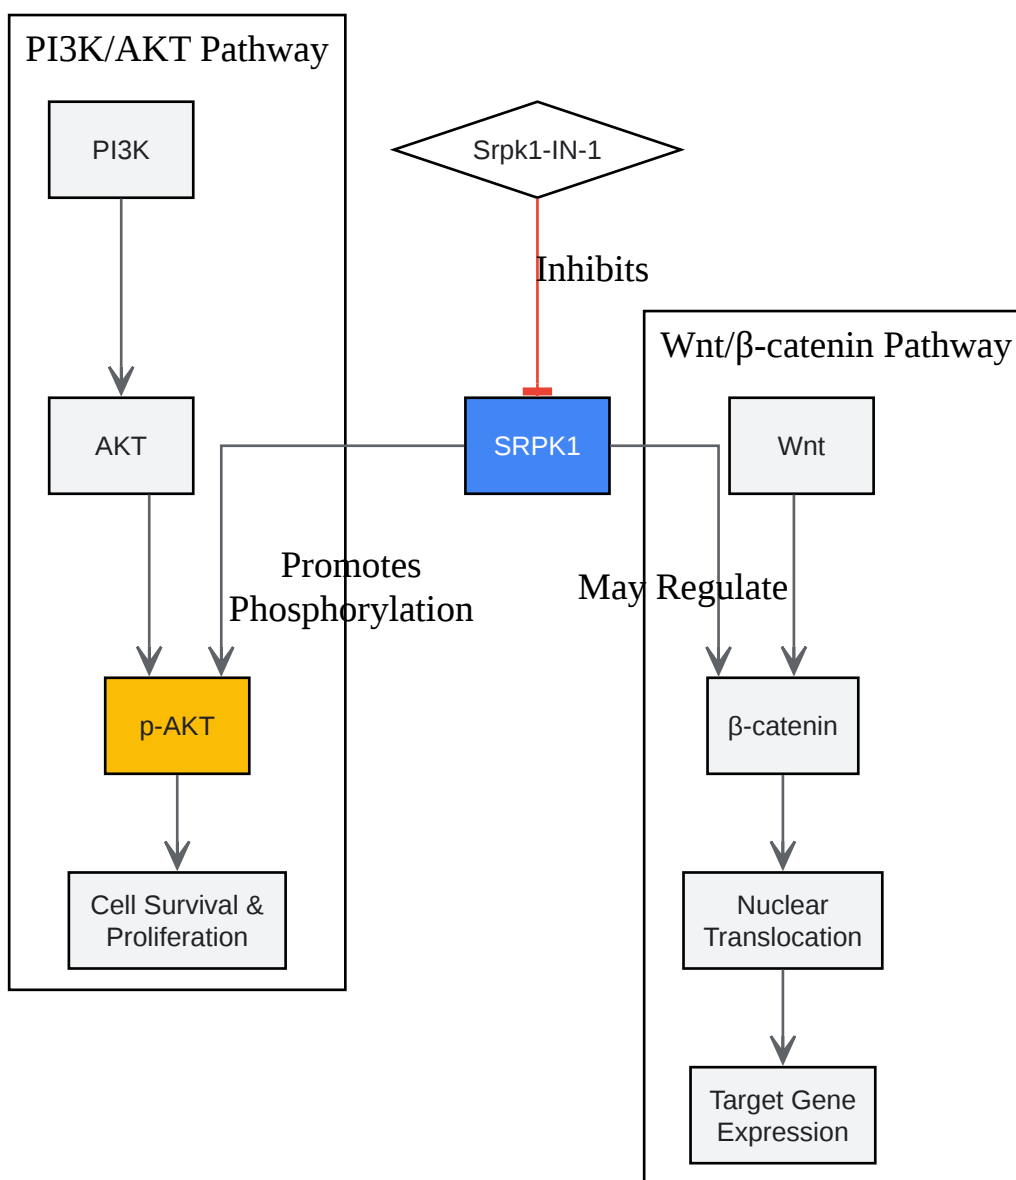 PI3K/AKT Pathway
PI3K
Srpk1-IN-1
Inhibits
Wnt/β-catenin Pathway
AKT
SRPK1
Wnt
Promotes
Phosphorylation
May Regulate
p-AKT
β-catenin
Cell Survival &
Proliferation
Nuclear
Translocation
Target Gene
Expression